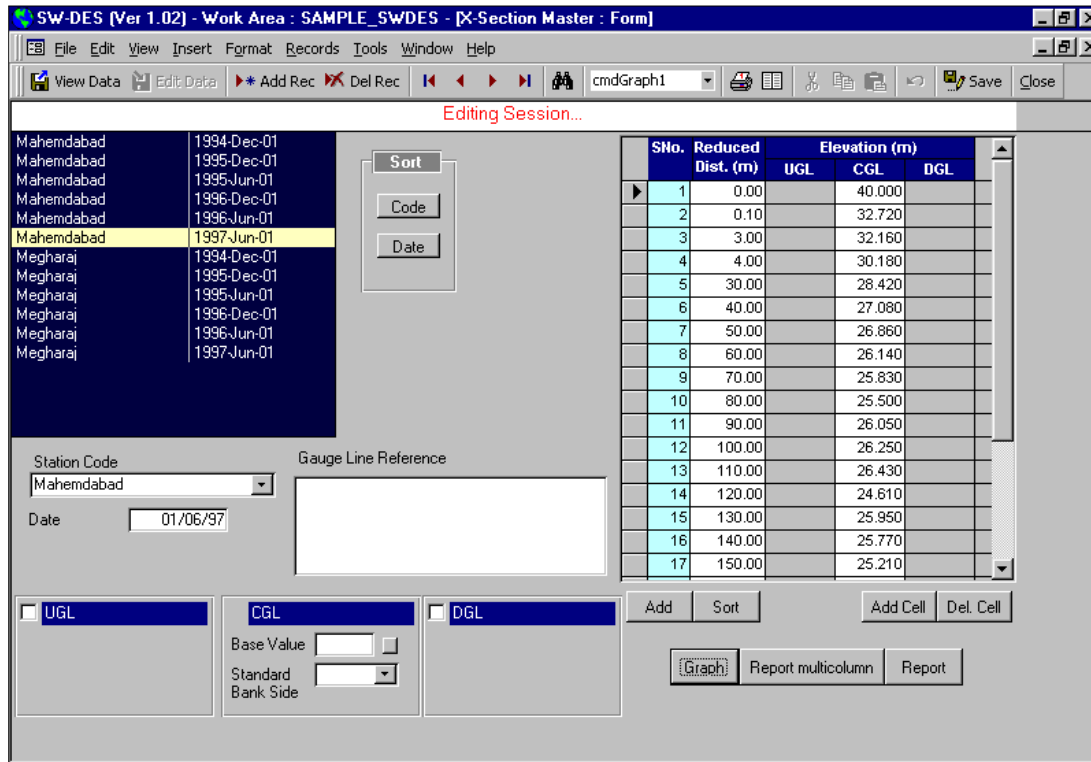 SW-DES (Ver 1.02) - Work Area : SAMPLE_SWDES - [X-Section Master : Form]
File Edit View Insert Format Records Tools Window Help
View Data Edit Data Add Rec Del Rec cmdGraph1 Save Close
Editing Session...
Mahemdabad 1994-Dec-01
Mahemdabad 1995-Dec-01
Mahemdabad 1995-Jun-01
Mahemdabad 1996-Dec-01
Mahemdabad 1996-Jun-01
Mahemdabad 1997-Jun-01
Megharaj 1994-Dec-01
Megharaj 1995-Dec-01
Megharaj 1995-Jun-01
Megharaj 1996-Dec-01
Megharaj 1996-Jun-01
Megharaj 1997-Jun-01
Sort
Code
Date
SNo. Reduced Elevation (m)
Dist. (m) UGL CGL DGL
1 0.00 40.000
2 0.10 32.720
3 3.00 32.160
4 4.00 30.180
5 30.00 28.420
6 40.00 27.080
7 50.00 26.860
8 60.00 26.140
9 70.00 25.830
10 80.00 25.500
11 90.00 26.050
12 100.00 26.250
13 110.00 26.430
14 120.00 24.610
15 130.00 25.950
16 140.00 25.770
17 150.00 25.210
Station Code
Mahemdabad
Date 01/06/97
Gauge Line Reference
UGL
CGL
Base Value
Standard
Bank Side
DGL
Add Sort Add Cell Del. Cell
Graph Report multicolumn Report